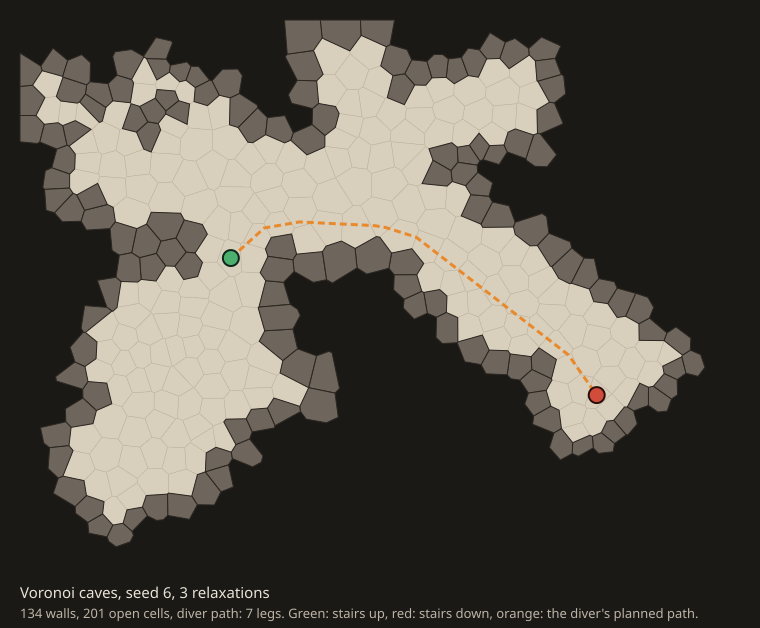 Voronoi caves, seed 6, 3 relaxations
134 walls, 201 open cells, diver path: 7 legs. Green: stairs up, red: stairs down, orange: the diver's planned path.